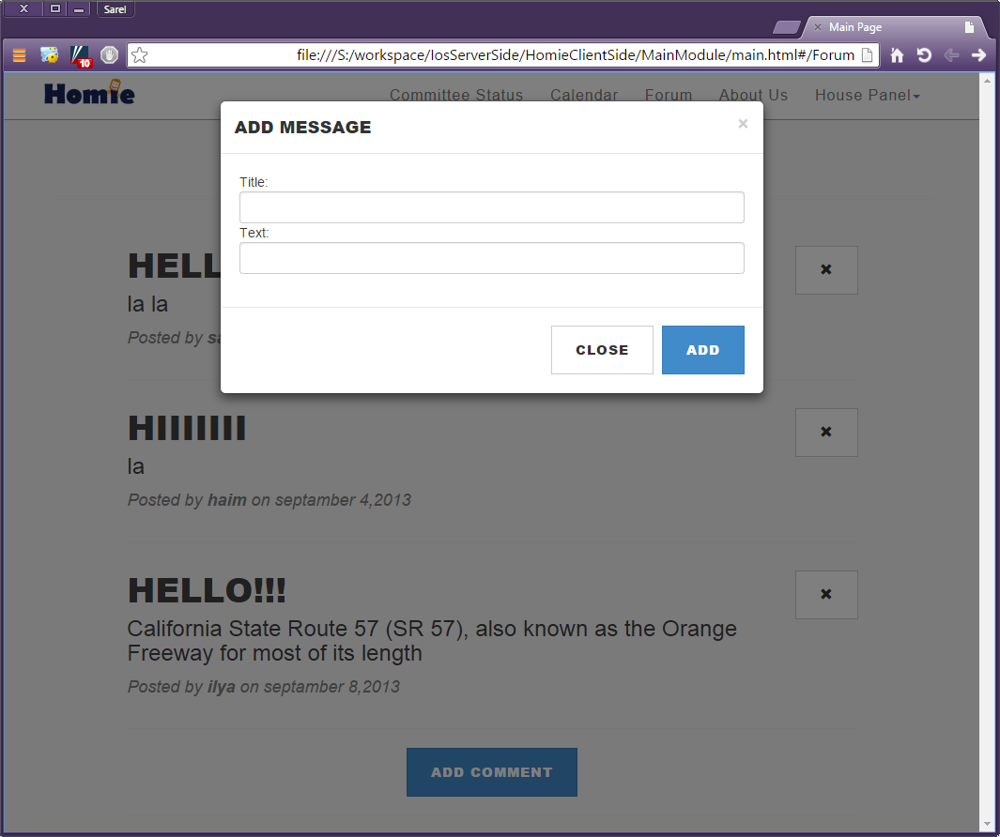 Sarel
Main Page
10
file:///S:/workspace/IosServerSide/HomieClientSide/MainModule/main.html#/Forum
Homie
Committee Status Calendar Forum About Us House Panel
ADD MESSAGE
×
Title:
Text:
CLOSE ADD
HELL
la la
Posted by sa
HIIIIIII
la
Posted by haim on septamber 4,2013
HELLO!!!
California State Route 57 (SR 57), also known as the Orange
Freeway for most of its length
Posted by ilya on septamber 8,2013
ADD COMMENT